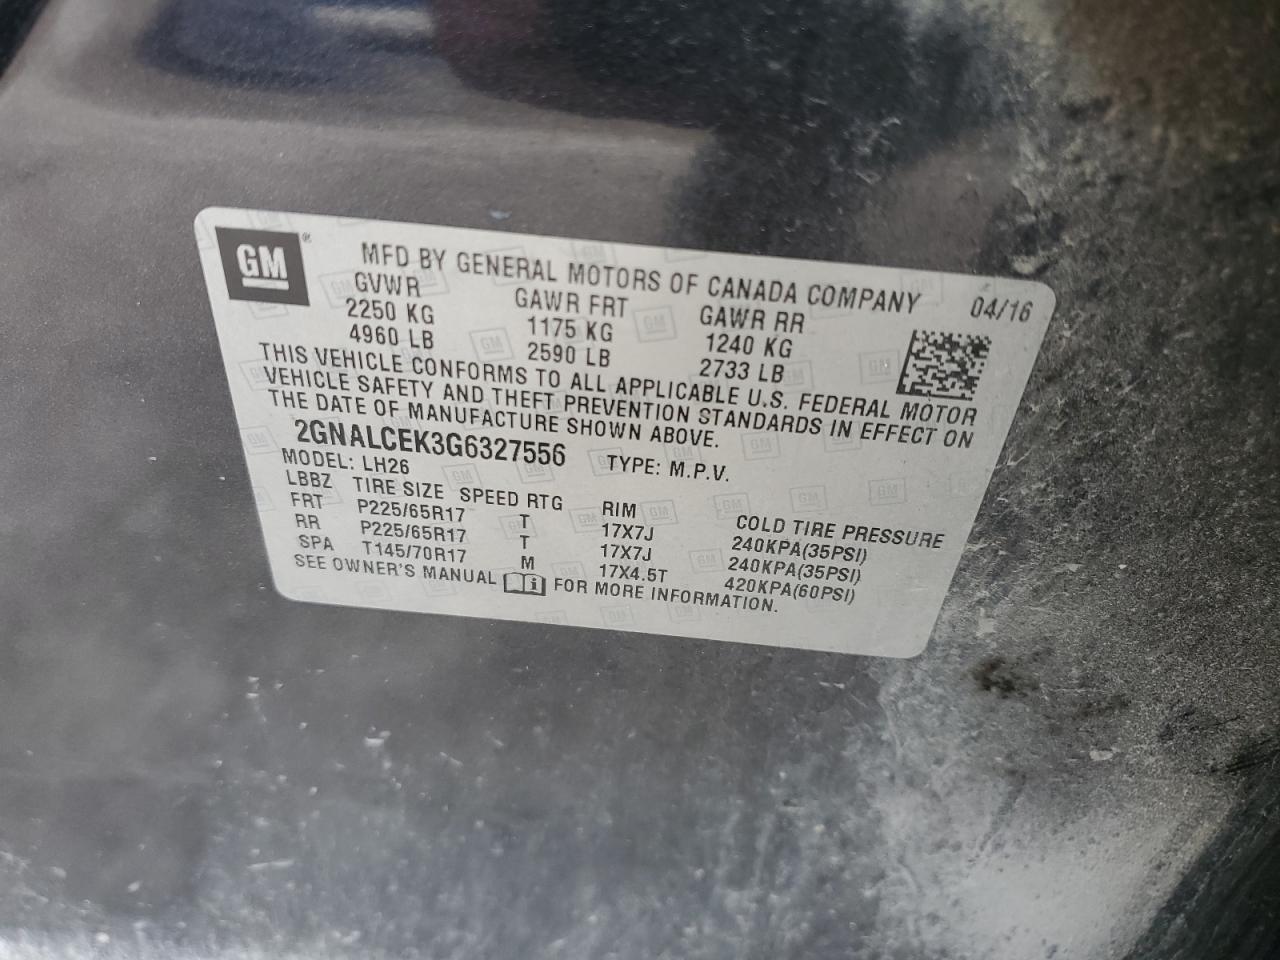 GM ® MFD BY GENERAL MOTORS OF CANADA COMPANY 04/16
GVWR GAWR FRT GAWR RR
2250 KG 1175 KG 1240 KG
4960 LB 2590 LB 2733 LB
THIS VEHICLE CONFORMS TO ALL APPLICABLE U.S. FEDERAL MOTOR
VEHICLE SAFETY AND THEFT PREVENTION STANDARDS IN EFFECT ON
THE DATE OF MANUFACTURE SHOWN ABOVE.
2GNALCEK3G6327556 TYPE: M.P.V.
MODEL: LH26
LBBZ TIRE SIZE SPEED RTG RIM COLD TIRE PRESSURE
FRT P225/65R17 T 17X7J 240KPA(35PSI)
RR P225/65R17 T 17X7J 240KPA(35PSI)
SPA T145/70R17 M 17X4.5T 420KPA(60PSI)
SEE OWNER'S MANUAL FOR MORE INFORMATION.